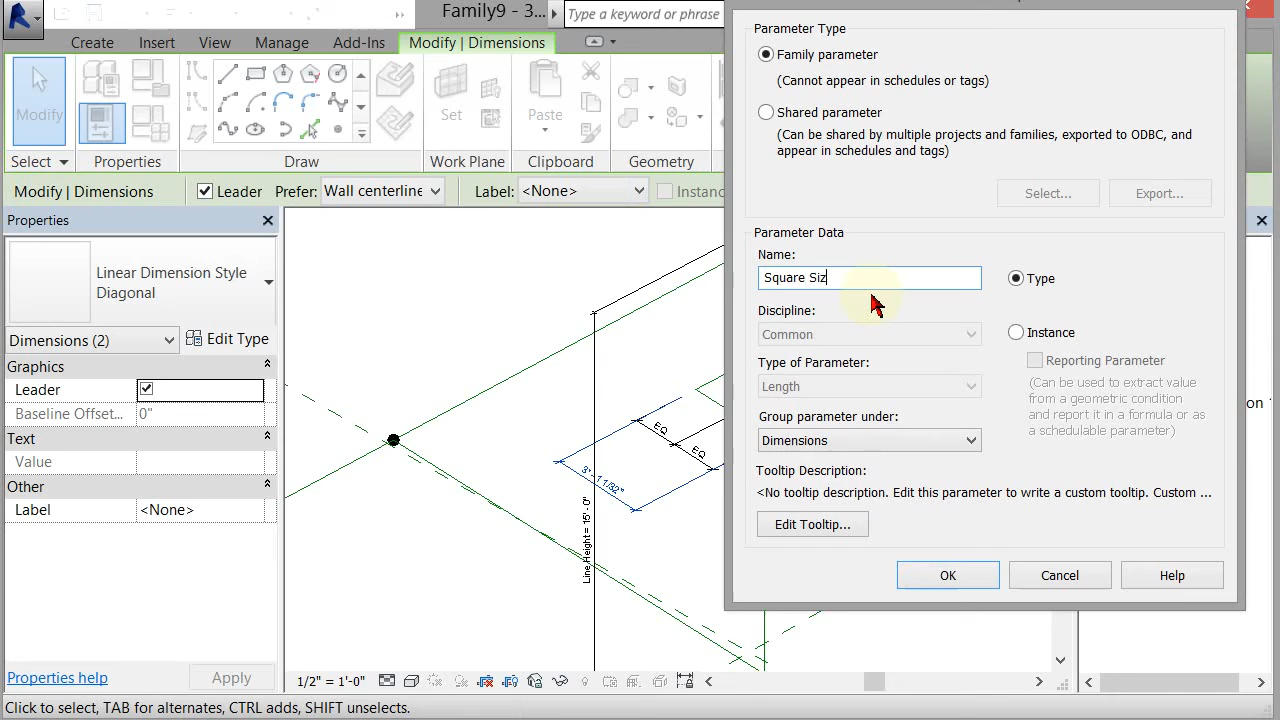 Family9 - 3...
Type a keyword or phrase
Create Insert View Manage Add-Ins Modify | Dimensions
Modify
Set
Paste
Select Properties Draw Work Plane Clipboard Geometry
Modify | Dimensions Leader Prefer: Wall centerline Label: <None> Instanc
Properties
Linear Dimension Style
Diagonal
Dimensions (2) Edit Type
Graphics
Leader
Baseline Offset... 0"
Text
Value
Other
Label <None>
Properties help Apply
EQ
EQ
3' - 11/32"
Line Height = 15' - 0"
1/2" = 1'-0"
Click to select, TAB for alternates, CTRL adds, SHIFT unselects.
Parameter Type
Family parameter
(Cannot appear in schedules or tags)
Shared parameter
(Can be shared by multiple projects and families, exported to ODBC, and
appear in schedules and tags)
Select... Export...
Parameter Data
Name:
Square Siz
Type
Discipline:
Common
Instance
Type of Parameter:
Reporting Parameter
Length
(Can be used to extract value
from a geometric condition
and report it in a formula or as
a schedulable parameter)
Group parameter under:
Dimensions
Tooltip Description:
<No tooltip description. Edit this parameter to write a custom tooltip. Custom ...
Edit Tooltip...
OK Cancel Help